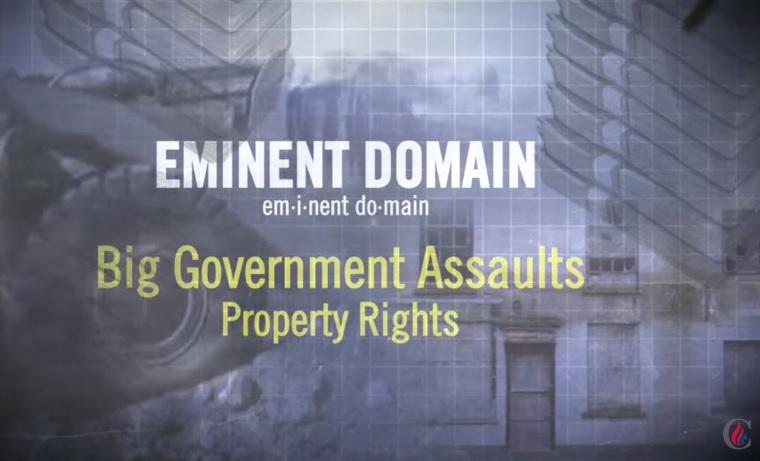 EMINENT DOMAIN
em·i·nent do·main
Big Government Assaults
Property Rights
C